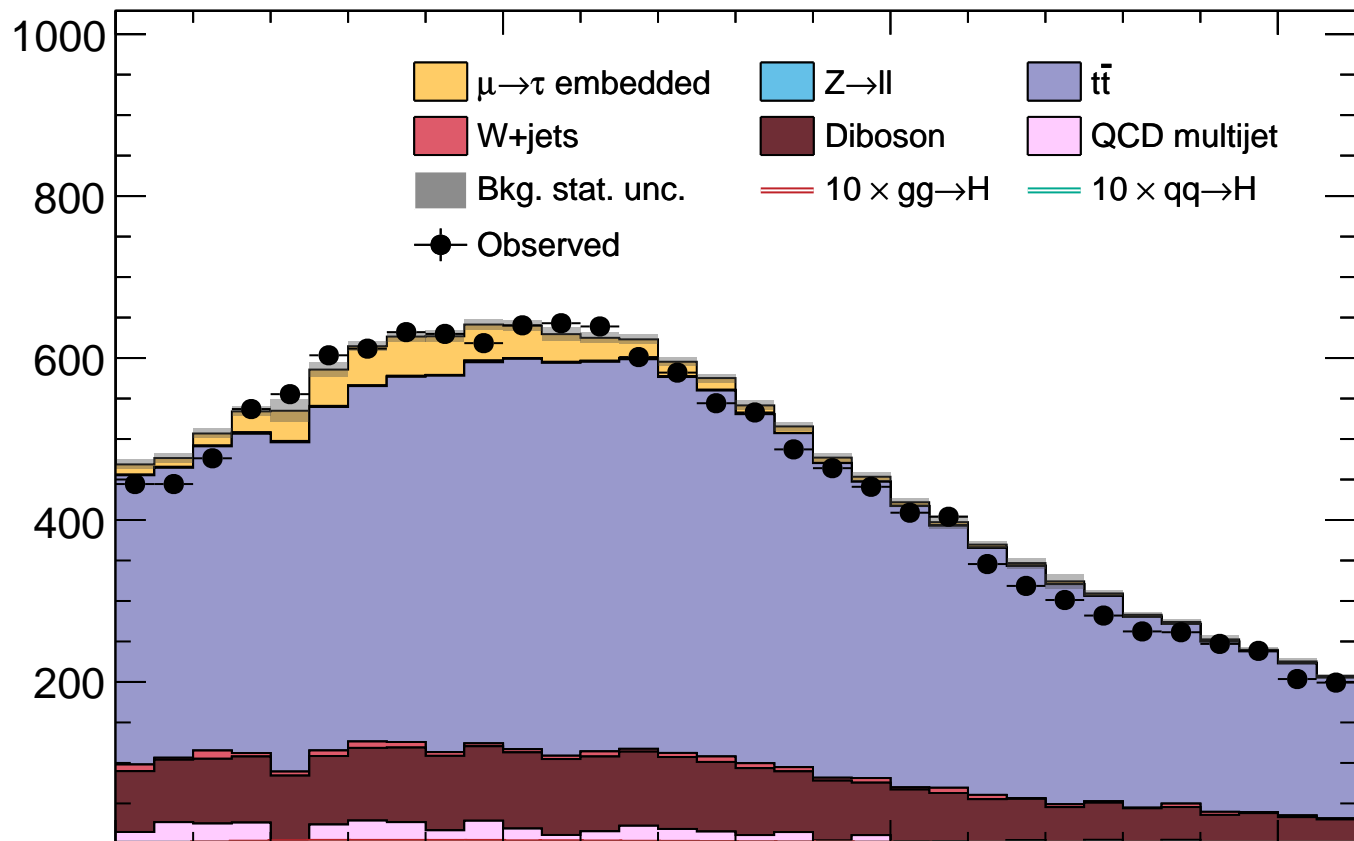 1000
μ→τ embedded Z→ll tt̄
W+jets Diboson QCD multijet
800
Bkg. stat. unc. 10 × gg→H 10 × qq→H
Observed
600
400
200